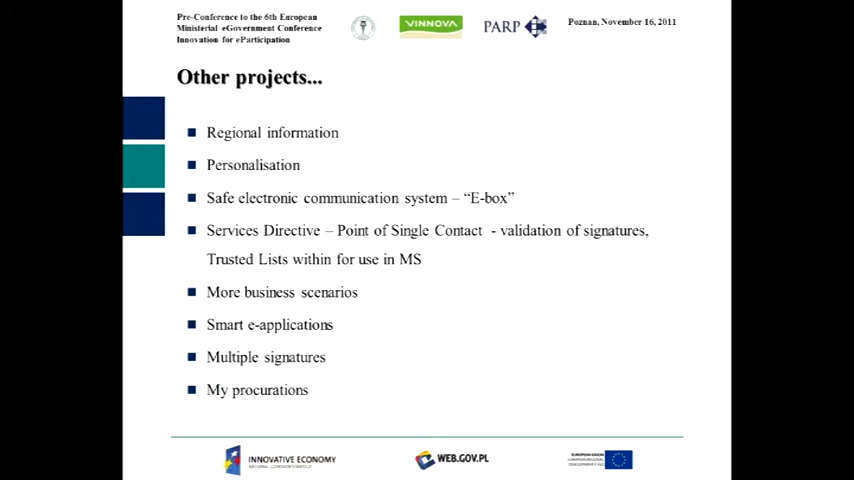 Pre-Conference to the 6th European
Ministerial eGovernment Conference
Innovation for eParticipation
VINNOVA
PARP
Poznan, November 16, 2011
Other projects...
Regional information
Personalisation
Safe electronic communication system – “E-box”
Services Directive – Point of Single Contact - validation of signatures,
Trusted Lists within for use in MS
More business scenarios
Smart e-applications
Multiple signatures
My procurations
INNOVATIVE ECONOMY
NATIONAL COHESION STRATEGY
WEB.GOV.PL
EUROPEAN UNION
EUROPEAN REGIONAL
DEVELOPMENT FUND